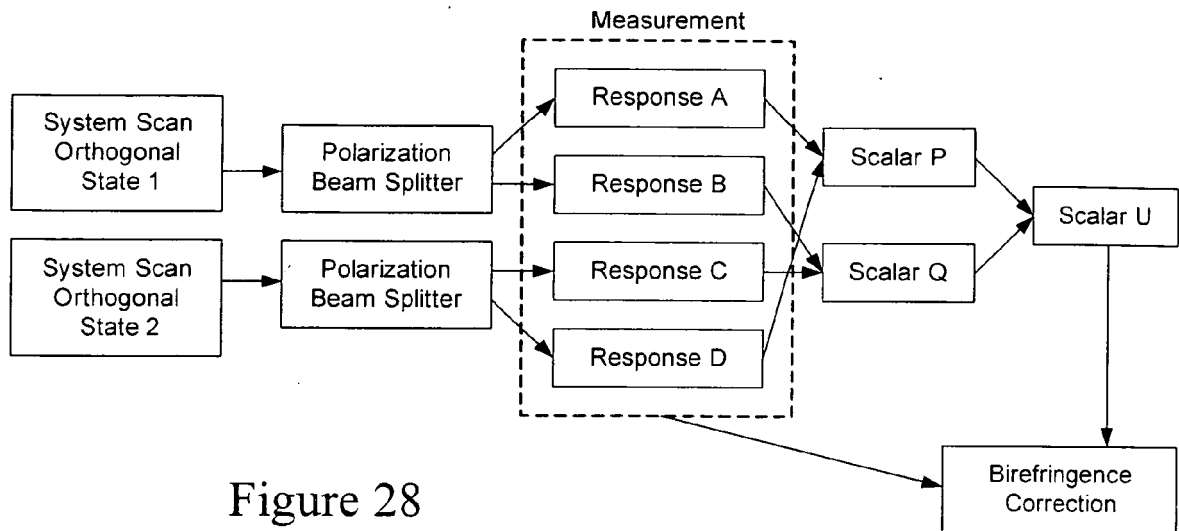 Measurement
System Scan
Orthogonal
State 1
Polarization
Beam Splitter
Response A
Response B
Scalar P
Scalar U
System Scan
Orthogonal
State 2
Polarization
Beam Splitter
Response C
Response D
Scalar Q
Birefringence
Correction
Figure 28